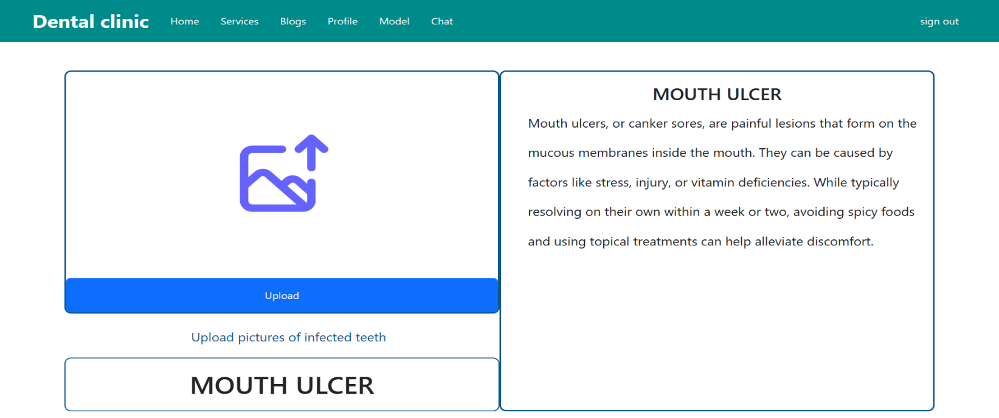 Dental clinic Home Services Blogs Profile Model Chat sign out
Upload
Upload pictures of infected teeth
MOUTH ULCER
MOUTH ULCER
Mouth ulcers, or canker sores, are painful lesions that form on the
mucous membranes inside the mouth. They can be caused by
factors like stress, injury, or vitamin deficiencies. While typically
resolving on their own within a week or two, avoiding spicy foods
and using topical treatments can help alleviate discomfort.